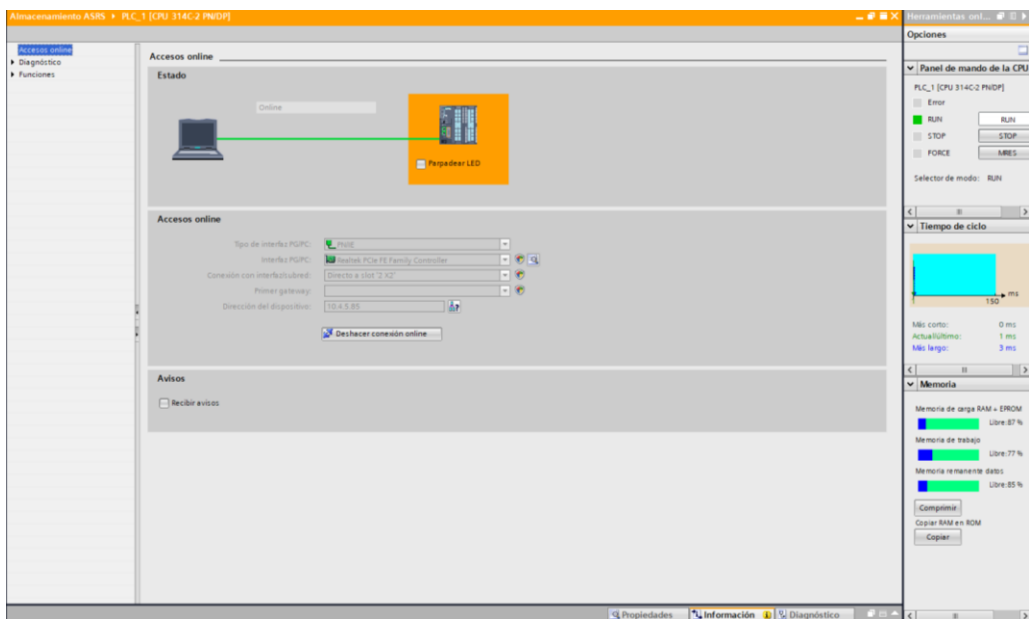 Almacenamiento ASRS ▸ PLC_1 [CPU 314C-2 PN/DP]
Accesos online
Diagnóstico
Funciones
Accesos online
Estado
Online
Parpadear LED
Accesos online
Tipo de interfaz PG/PC:
PN/IE
Interfaz PG/PC:
Realtek PCIe FE Family Controller
Conexión con interfaz/subred:
Directo a slot '2 X2'
Primer gateway:
Dirección del dispositivo:
10.4.5.85
Deshacer conexión online
Avisos
Recibir avisos
Propiedades
Información
Diagnóstico
Herramientas onl...
Opciones
Panel de mando de la CPU
PLC_1 [CPU 314C-2 PN/DP]
Error
RUN
RUN
STOP
STOP
FORCE
MRES
Selector de modo: RUN
Tiempo de ciclo
ms
150
Más corto: 0 ms
Actual/Último: 1 ms
Más largo: 3 ms
Memoria
Memoria de carga RAM + EPROM
Libre:87 %
Memoria de trabajo
Libre:77 %
Memoria remanente datos
Libre:85 %
Comprimir
Copiar RAM en ROM
Copiar